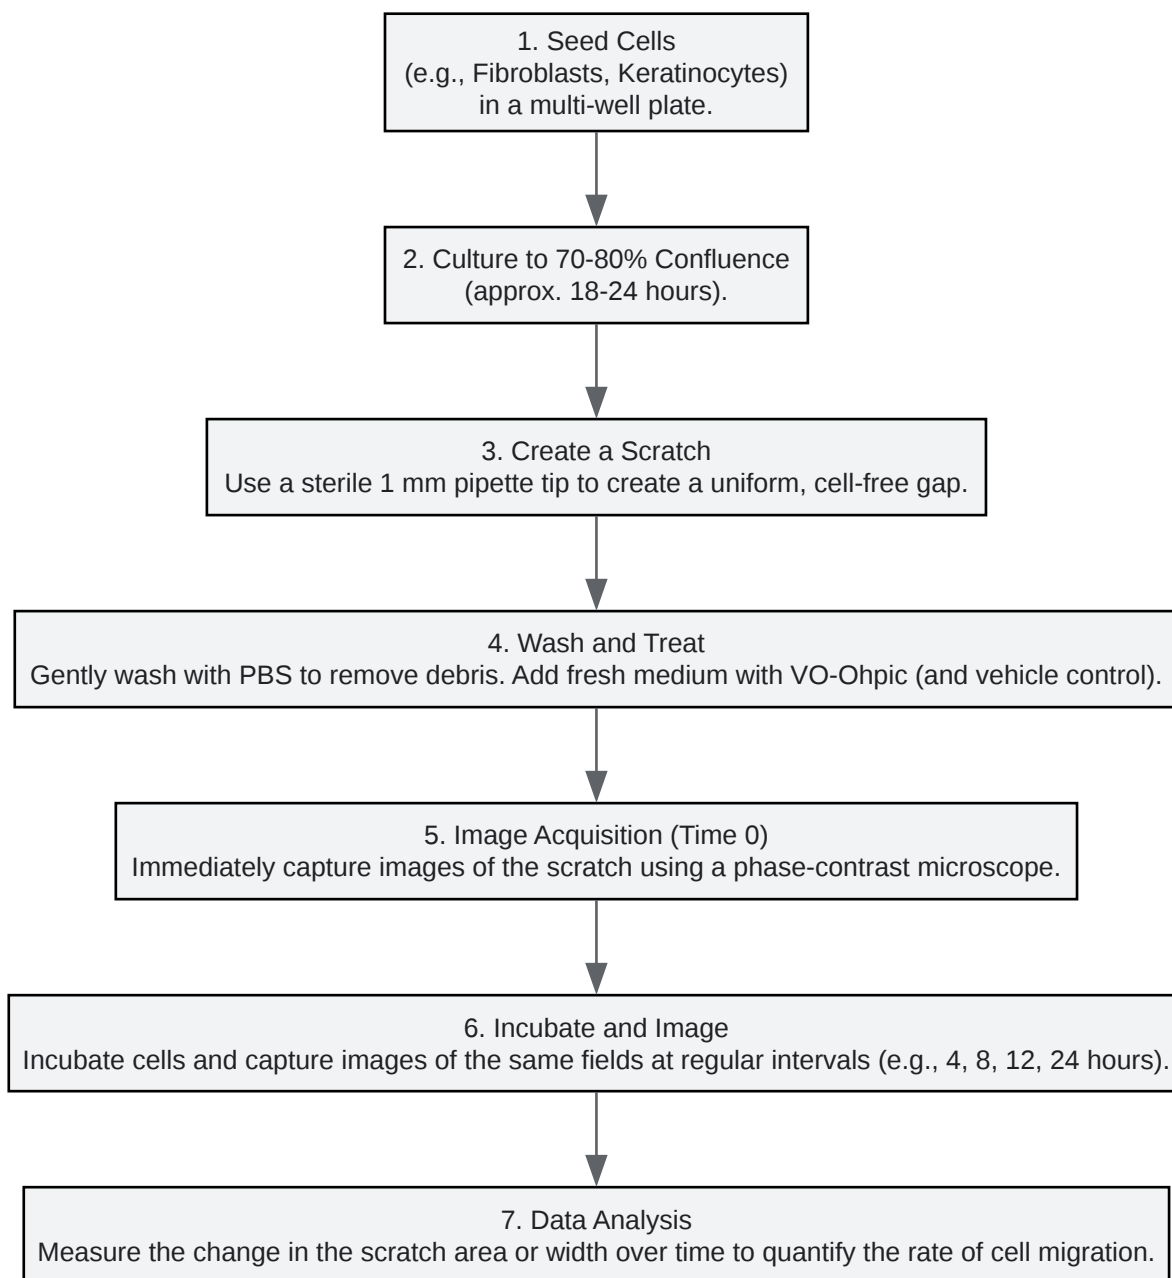 1. Seed Cells
(e.g., Fibroblasts, Keratinocytes)
in a multi-well plate.
2. Culture to 70-80% Confluence
(approx. 18-24 hours).
3. Create a Scratch
Use a sterile 1 mm pipette tip to create a uniform, cell-free gap.
4. Wash and Treat
Gently wash with PBS to remove debris. Add fresh medium with VO-Ohpic (and vehicle control).
5. Image Acquisition (Time 0)
Immediately capture images of the scratch using a phase-contrast microscope.
6. Incubate and Image
Incubate cells and capture images of the same fields at regular intervals (e.g., 4, 8, 12, 24 hours).
7. Data Analysis
Measure the change in the scratch area or width over time to quantify the rate of cell migration.